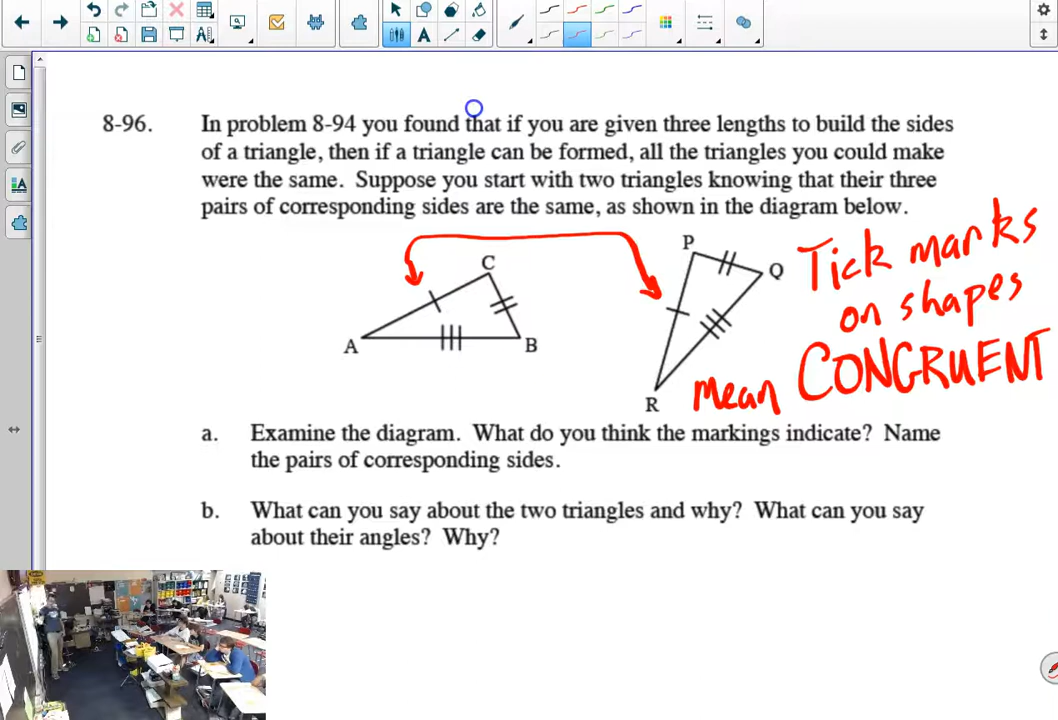 8-96. In problem 8-94 you found that if you are given three lengths to build the sides
of a triangle, then if a triangle can be formed, all the triangles you could make
were the same. Suppose you start with two triangles knowing that their three
pairs of corresponding sides are the same, as shown in the diagram below.
A
C
B
P
Q
R
Tick marks
on shapes
mean CONGRUENT
a. Examine the diagram. What do you think the markings indicate? Name
the pairs of corresponding sides.
b. What can you say about the two triangles and why? What can you say
about their angles? Why?